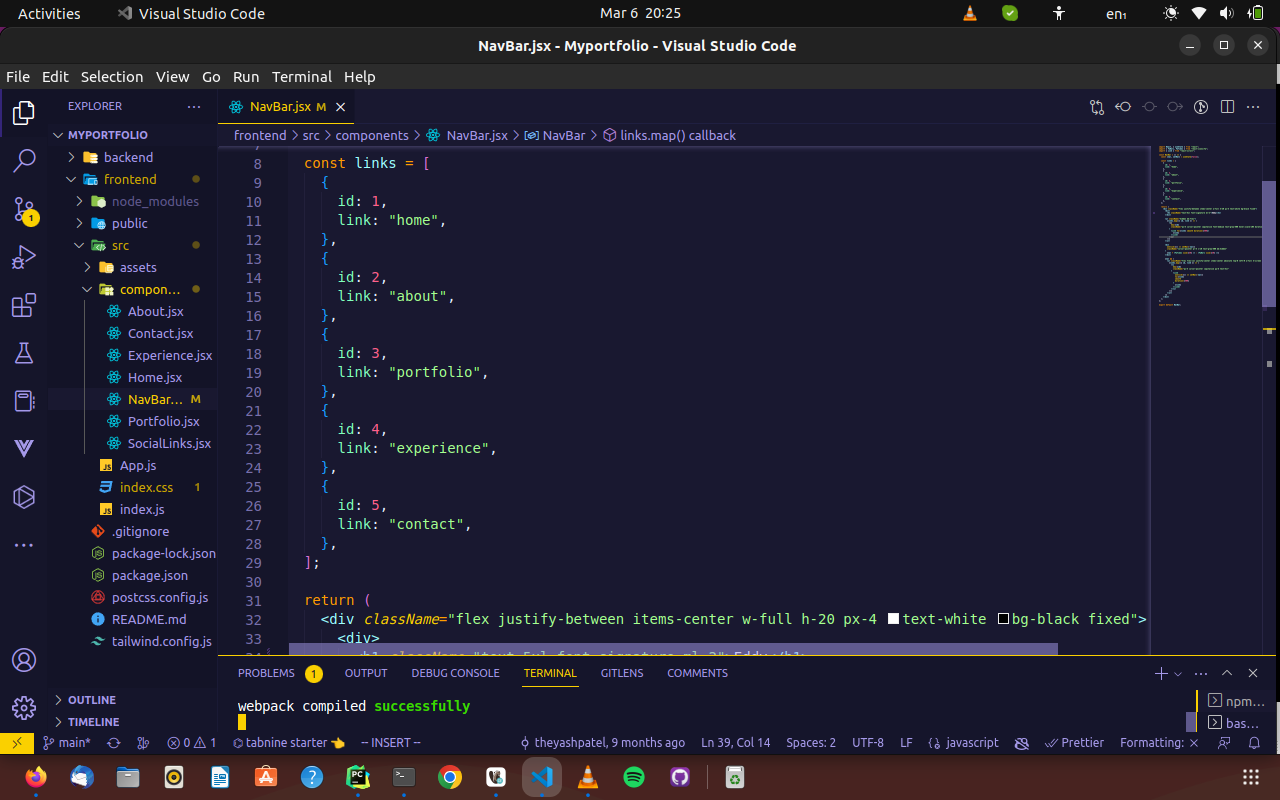 Activities
Visual Studio Code
Mar 6 20:25
en₁
NavBar.jsx - Myportfolio - Visual Studio Code
File Edit Selection View Go Run Terminal Help
EXPLORER
MYPORTFOLIO
backend
frontend
node_modules
public
src
assets
compon...
About.jsx
Contact.jsx
Experience.jsx
Home.jsx
NavBar... M
Portfolio.jsx
SocialLinks.jsx
App.js
index.css 1
index.js
.gitignore
package-lock.json
package.json
postcss.config.js
README.md
tailwind.config.js
OUTLINE
TIMELINE
1
NavBar.jsx M
frontend > src > components > NavBar.jsx > NavBar > links.map() callback
8 const links = [
9 {
10 id: 1,
11 link: "home",
12 },
13 {
14 id: 2,
15 link: "about",
16 },
17 {
18 id: 3,
19 link: "portfolio",
20 },
21 {
22 id: 4,
23 link: "experience",
24 },
25 {
26 id: 5,
27 link: "contact",
28 },
29 ];
30
31 return (
32 <div className="flex justify-between items-center w-full h-20 px-4 text-white bg-black fixed">
33 <div>
PROBLEMS 1 OUTPUT DEBUG CONSOLE TERMINAL GITLENS COMMENTS
webpack compiled successfully
npm...
bas...
main* 0 1 tabnine starter -- INSERT -- theyashpatel, 9 months ago Ln 39, Col 14 Spaces: 2 UTF-8 LF javascript Prettier Formatting: ×